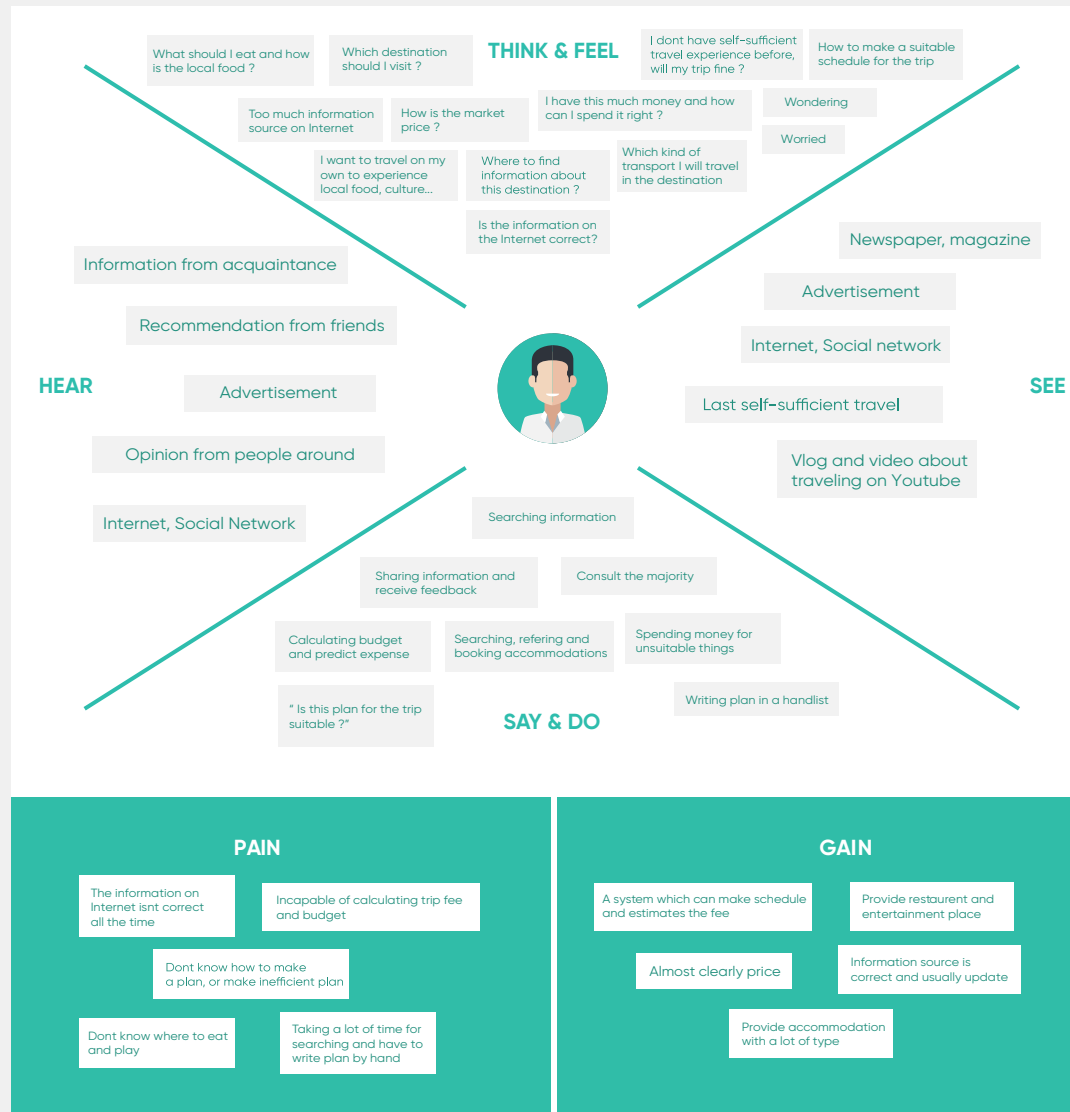 THINK & FEEL
What should I eat and how
is the local food ?
Which destination
should I visit ?
I dont have self-sufficient
travel experience before,
will my trip fine ?
How to make a suitable
schedule for the trip
Too much information
source on Internet
How is the market
price ?
I have this much money and how
can I spend it right ?
Wondering
Worried
I want to travel on my
own to experience
local food, culture...
Where to find
information about
this destination ?
Which kind of
transport I will travel
in the destination
Is the information on
the Internet correct?
HEAR
Information from acquaintance
Recommendation from friends
Advertisement
Opinion from people around
Internet, Social Network
SEE
Newspaper, magazine
Advertisement
Internet, Social network
Last self-sufficient travel
Vlog and video about
traveling on Youtube
Searching information
Sharing information and
receive feedback
Consult the majority
Calculating budget
and predict expense
Searching, refering and
booking accommodations
Spending money for
unsuitable things
" Is this plan for the trip
suitable ?"
Writing plan in a handlist
SAY & DO
PAIN
The information on
Internet isnt correct
all the time
Incapable of calculating trip fee
and budget
Dont know how to make
a plan, or make inefficient plan
Dont know where to eat
and play
Taking a lot of time for
searching and have to
write plan by hand
GAIN
A system which can make schedule
and estimates the fee
Provide restaurent and
entertainment place
Almost clearly price
Information source is
correct and usually update
Provide accommodation
with a lot of type